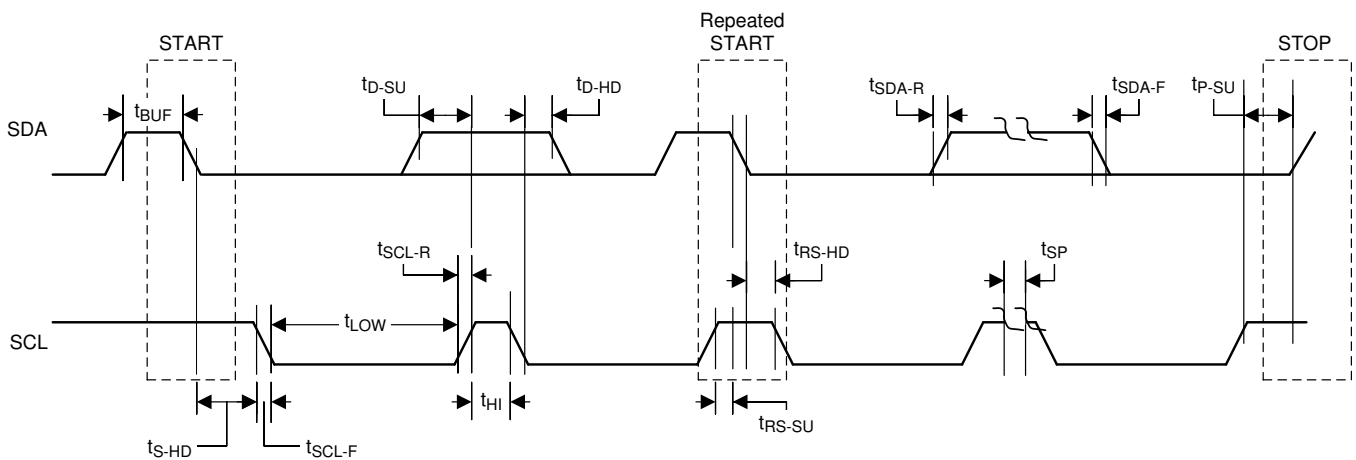 Repeated
START
START
STOP
tD-SU
tD-HD
tSDA-R
tSDA-F
tP-SU
tBUF
SDA
tSCL-R
tRS-HD
tSP
tLOW
SCL
tHI
tRS-SU
tS-HD
tSCL-F